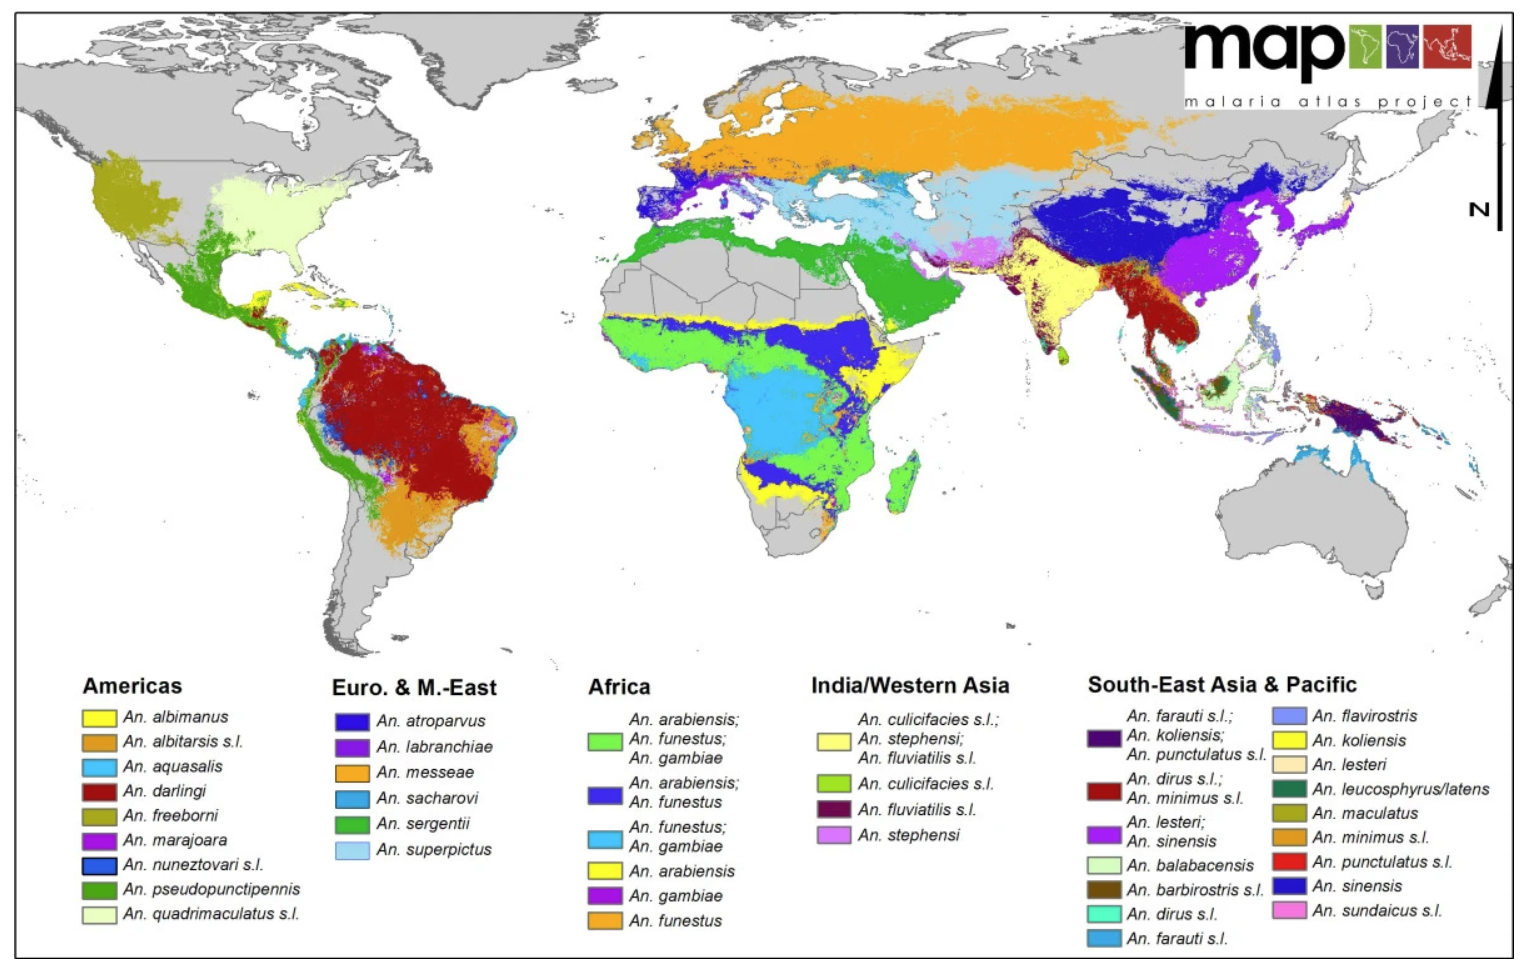 map
malaria atlas project
N
Americas
An. albimanus
An. albitarsis s.l.
An. aquasalis
An. darlingi
An. freeborni
An. marajoara
An. nuneztovari s.l.
An. pseudopunctipennis
An. quadrimaculatus s.l.
Euro. & M.-East
An. atroparvus
An. labranchiae
An. messeae
An. sacharovi
An. sergentii
An. superpictus
Africa
An. arabiensis;
An. funestus;
An. gambiae
An. arabiensis;
An. funestus
An. funestus;
An. gambiae
An. arabiensis
An. gambiae
An. funestus
India/Western Asia
An. culicifacies s.l.;
An. stephensi;
An. fluviatilis s.l.
An. culicifacies s.l.
An. fluviatilis s.l.
An. stephensi
South-East Asia & Pacific
An. farauti s.l.;
An. koliensis;
An. punctulatus s.l.
An. dirus s.l.;
An. minimus s.l.
An. lesteri;
An. sinensis
An. balabacensis
An. barbirostris s.l.
An. dirus s.l.
An. farauti s.l.
An. flavirostris
An. koliensis
An. lesteri
An. leucosphyrus/latens
An. maculatus
An. minimus s.l.
An. punctulatus s.l.
An. sinensis
An. sundaicus s.l.